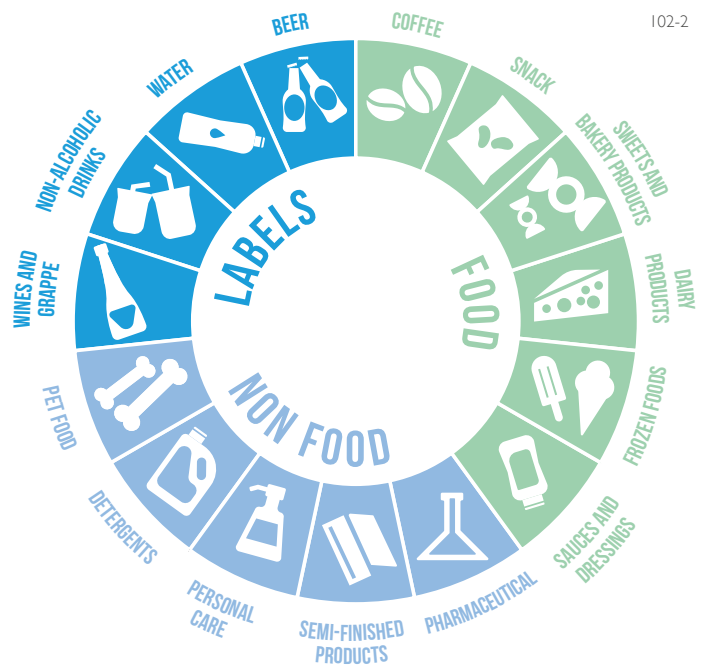 102-2
BEER
COFFEE
SNACK
SWEETS AND
BAKERY PRODUCTS
DAIRY
PRODUCTS
FROZEN FOODS
SAUCES AND
DRESSINGS
PHARMACEUTICAL
SEMI-FINISHED
PRODUCTS
PERSONAL
CARE
DETERGENTS
PET FOOD
WINES AND
GRAPPE
NON-ALCOHOLIC
DRINKS
WATER
LABELS
FOOD
NON FOOD